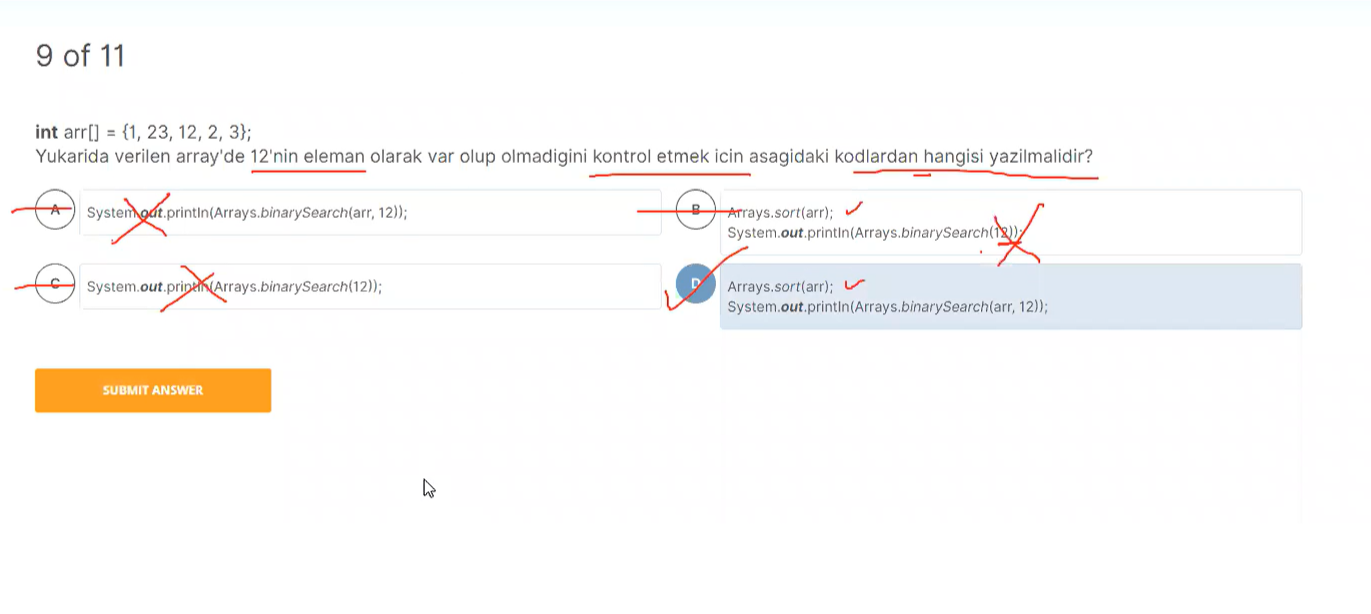 9 of 11
int arr[] = {1, 23, 12, 2, 3};
Yukarida verilen array'de 12'nin eleman olarak var olup olmadigini kontrol etmek icin asagidaki kodlardan hangisi yazilmalidir?
A
System.out.println(Arrays.binarySearch(arr, 12));
B
Arrays.sort(arr);
System.out.println(Arrays.binarySearch(12));
C
System.out.println(Arrays.binarySearch(12));
D
Arrays.sort(arr);
System.out.println(Arrays.binarySearch(arr, 12));
SUBMIT ANSWER